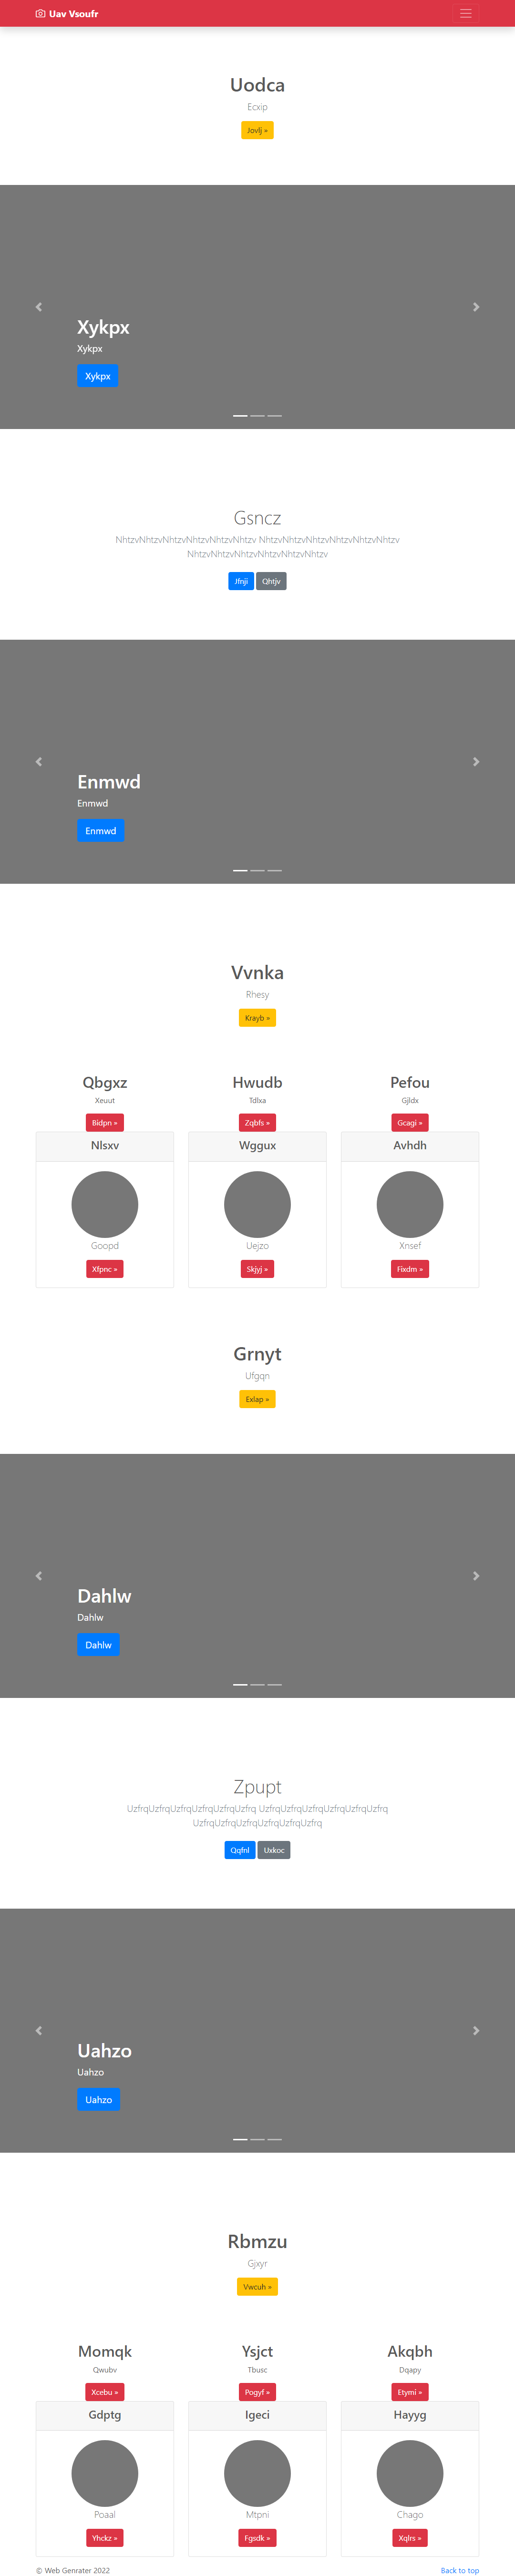 Uav Vsoufr
Uodca
Ecxip
Jovlj »
Xykpx
Xykpx
Xykpx
Gsncz
NhtzvNhtzvNhtzvNhtzvNhtzvNhtzv NhtzvNhtzvNhtzvNhtzvNhtzvNhtzv
NhtzvNhtzvNhtzvNhtzvNhtzvNhtzv
Jfnji Qhtjv
Enmwd
Enmwd
Enmwd
Vvnka
Rhesy
Krayb »
Qbgxz Hwudb Pefou
Xeuut Tdlxa Gjldx
Bidpn » Zqbfs » Gcagi »
Nlsxv Wggux Avhdh
Goopd Uejzo Xnsef
Xfpnc » Skjyj » Fixdm »
Grnyt
Ufgqn
Exlap »
Dahlw
Dahlw
Dahlw
Zpupt
UzfrqUzfrqUzfrqUzfrqUzfrqUzfrq UzfrqUzfrqUzfrqUzfrqUzfrqUzfrq
UzfrqUzfrqUzfrqUzfrqUzfrqUzfrq
Qqfnl Uxkoc
Uahzo
Uahzo
Uahzo
Rbmzu
Gjxyr
Vwcuh »
Momqk Ysjct Akqbh
Qwubv Tbusc Dqapy
Xcebu » Pogyf » Etymi »
Gdptg Igeci Hayyg
Poaal Mtpni Chago
Yhckz » Fgsdk » Xqlrs »
© Web Genrater 2022 Back to top